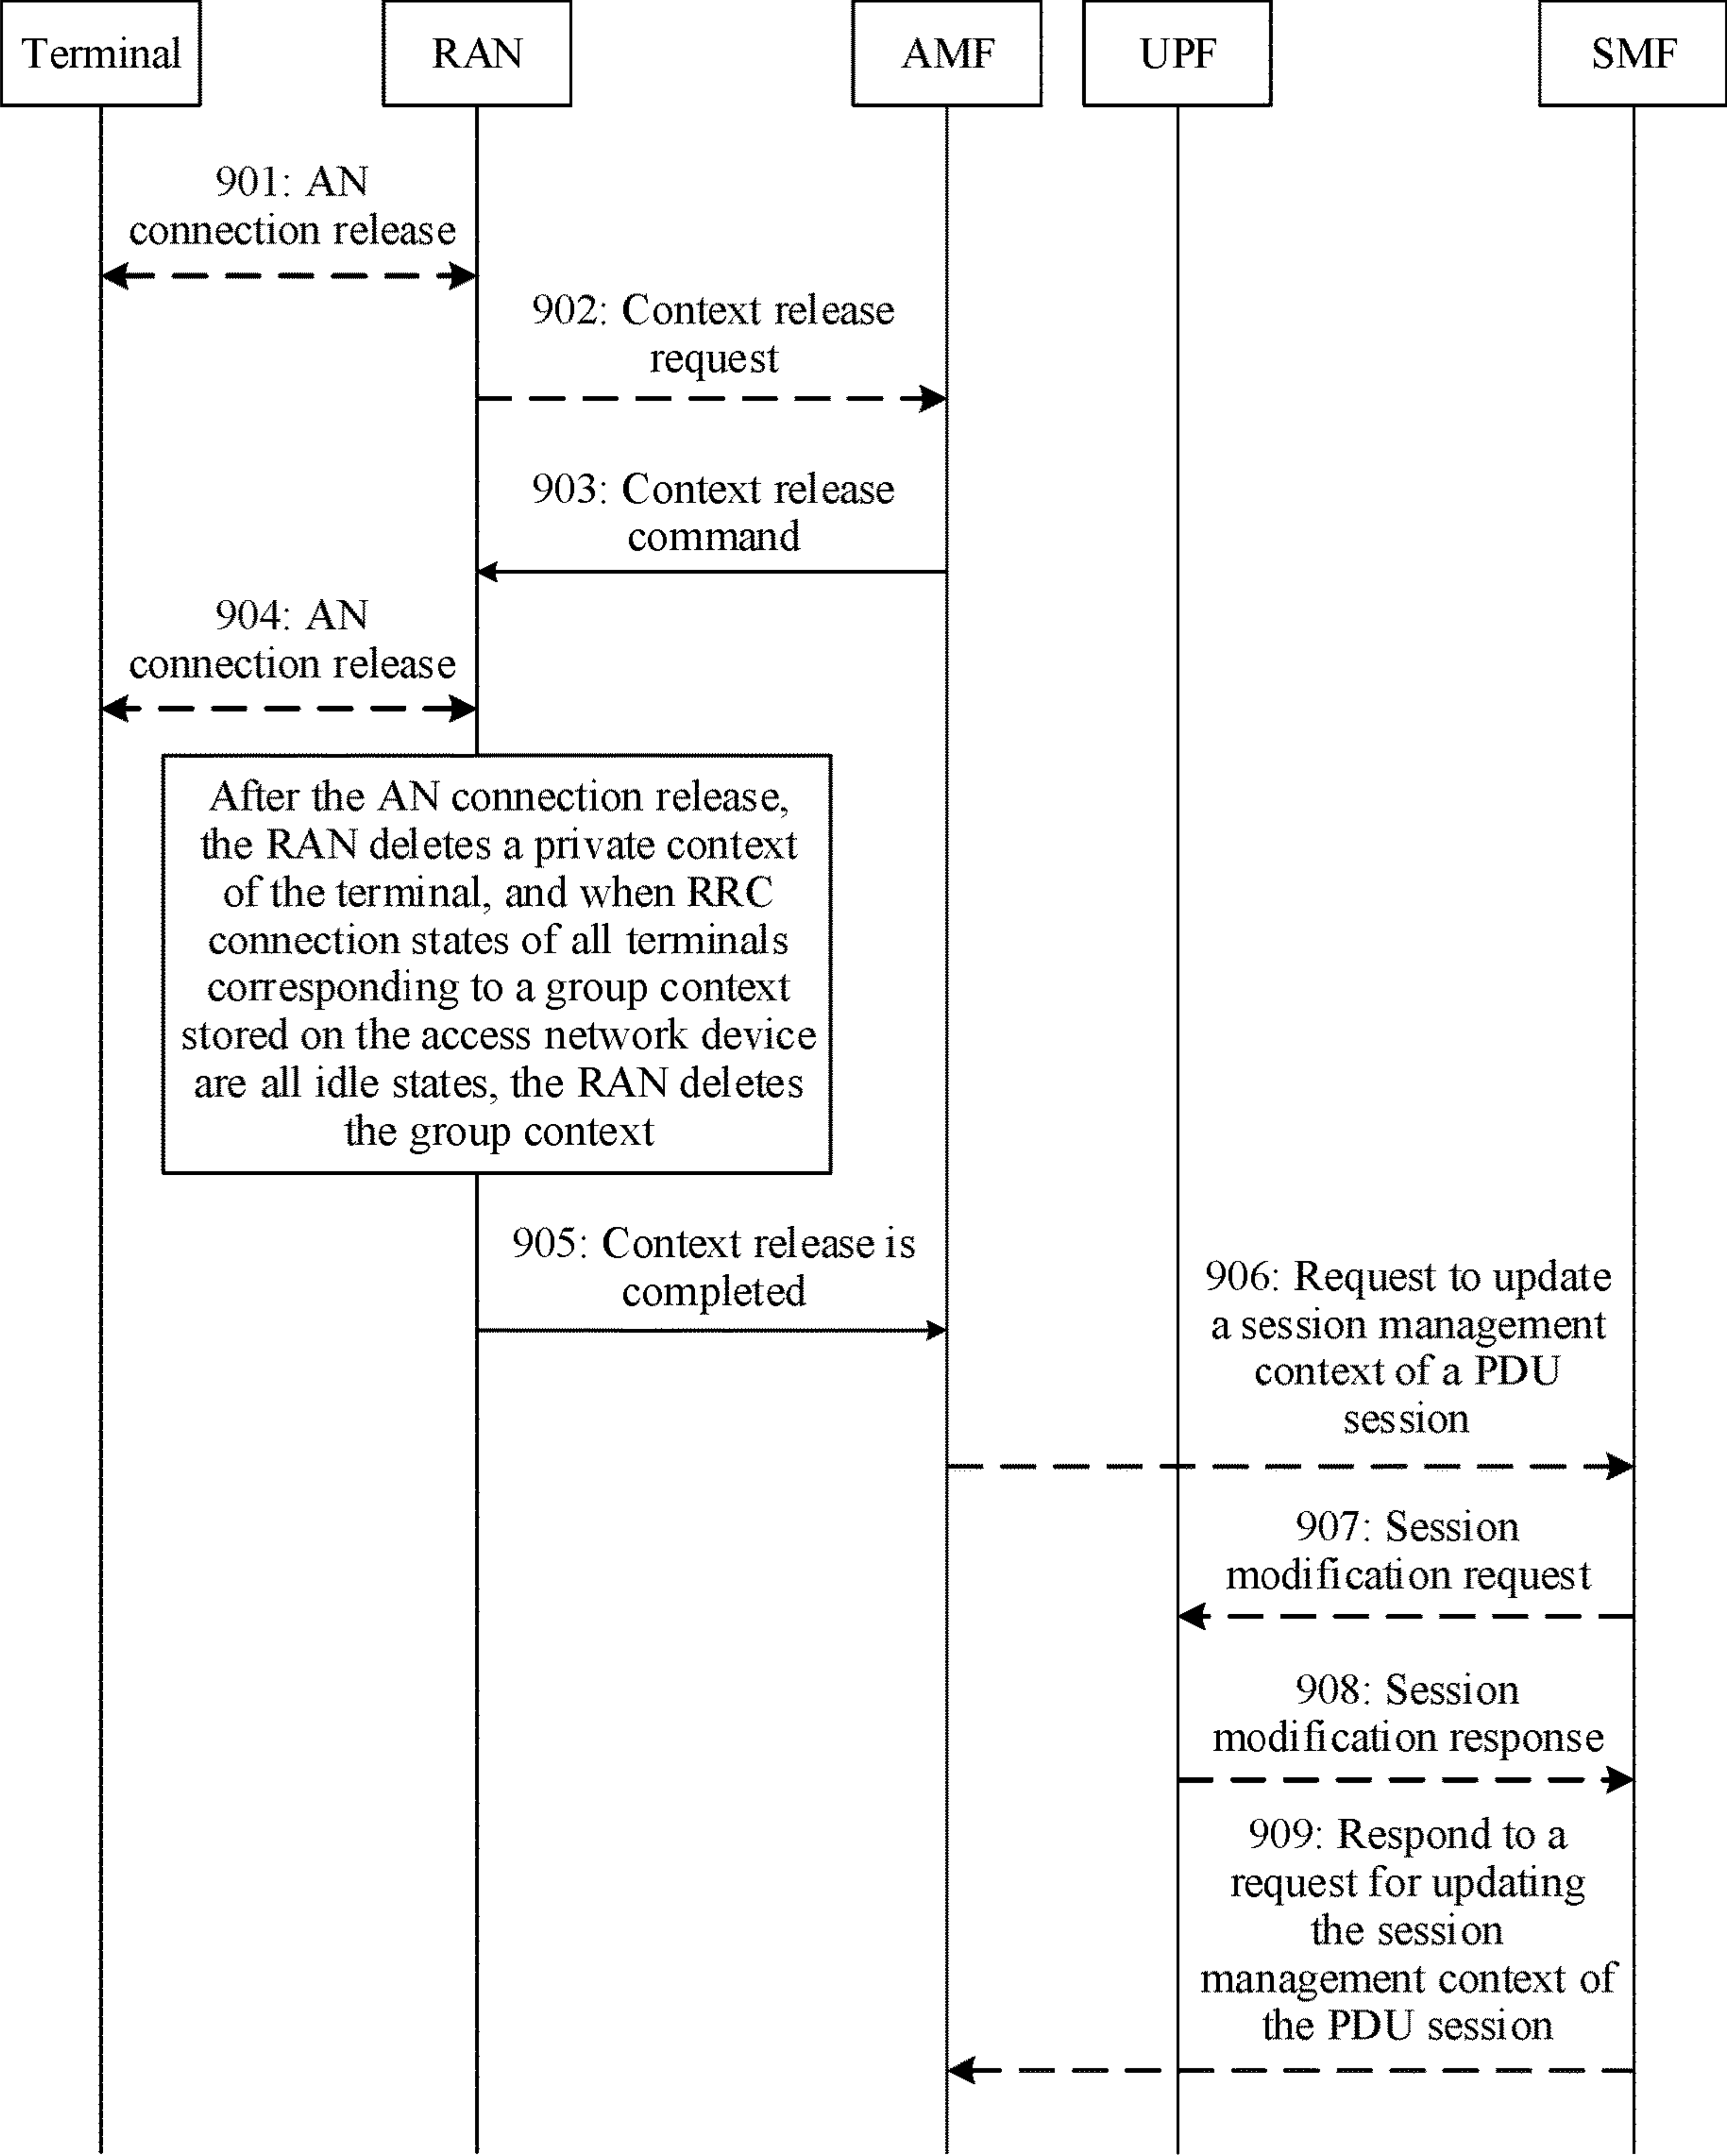 Terminal
RAN
AMF
UPF
SMF
901: AN
connection release
902: Context release
request
903: Context release
command
904: AN
connection release
After the AN connection release,
the RAN deletes a private context
of the terminal, and when RRC
connection states of all terminals
corresponding to a group context
stored on the access network device
are all idle states, the RAN deletes
the group context
905: Context release is
completed
906: Request to update
a session management
context of a PDU
session
907: Session
modification request
908: Session
modification response
909: Respond to a
request for updating
the session
management context of
the PDU session